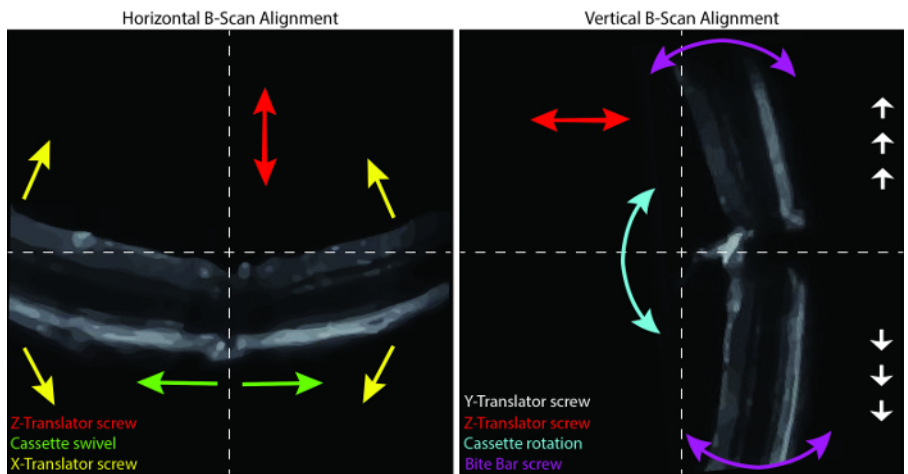 Horizontal B-Scan Alignment
Z-Translator screw
Cassette swivel
X-Translator screw
Vertical B-Scan Alignment
Y-Translator screw
Z-Translator screw
Cassette rotation
Bite Bar screw